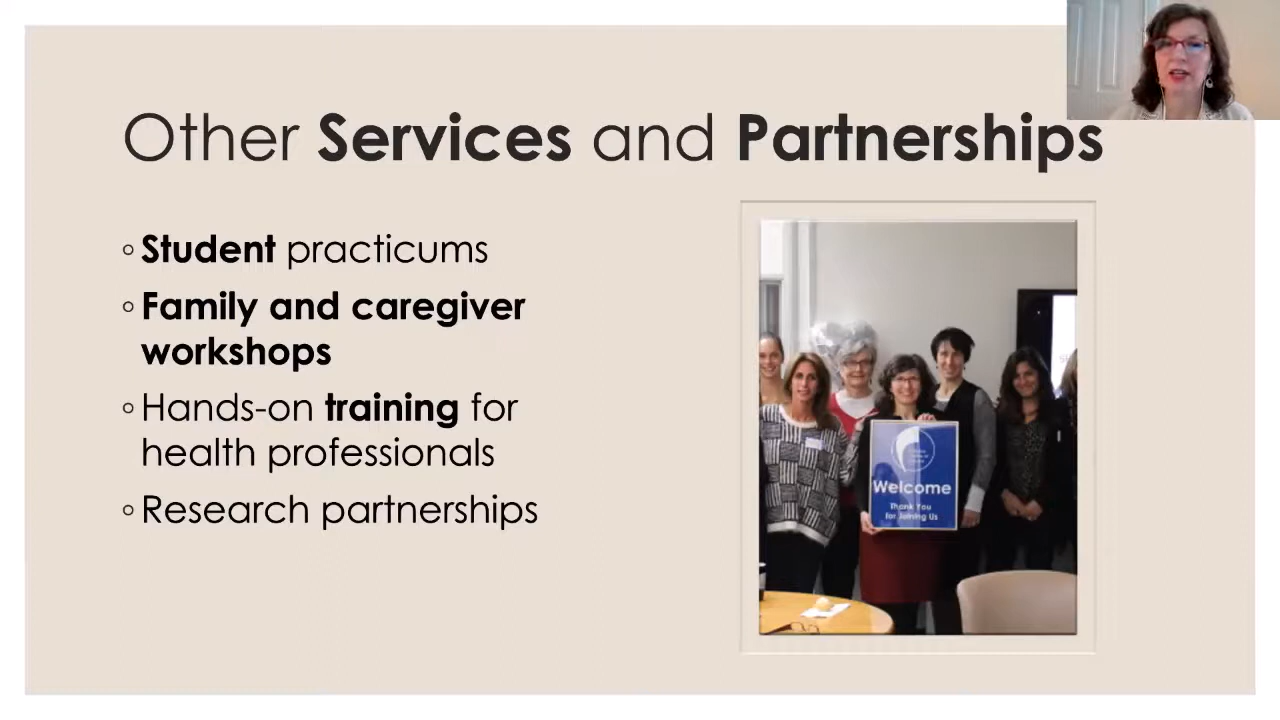 Other Services and Partnerships
Student practicums
Family and caregiver
workshops
Hands-on training for
health professionals
Research partnerships
Welcome
Thank You
for Joining Us